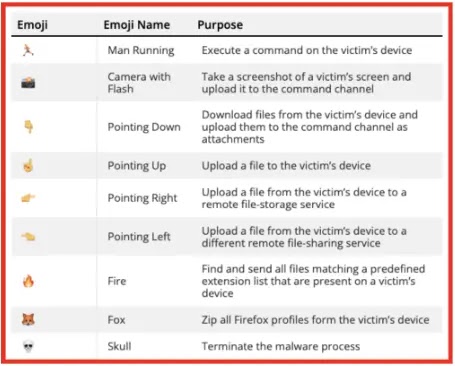 Emoji Emoji Name Purpose
Man Running Execute a command on the victim's device
Camera with Flash Take a screenshot of a victim's screen and
upload it to the command channel
Pointing Down Download files from the victim's device and
upload them to the command channel as
attachments
Pointing Up Upload a file to the victim's device
Pointing Right Upload a file from the victim's device to a
remote file-storage service
Pointing Left Upload a file from the victim's device to a
different remote file-sharing service
Fire Find and send all files matching a predefined
extension list that are present on a victim's
device
Fox Zip all Firefox profiles form the victim's device
Skull Terminate the malware process